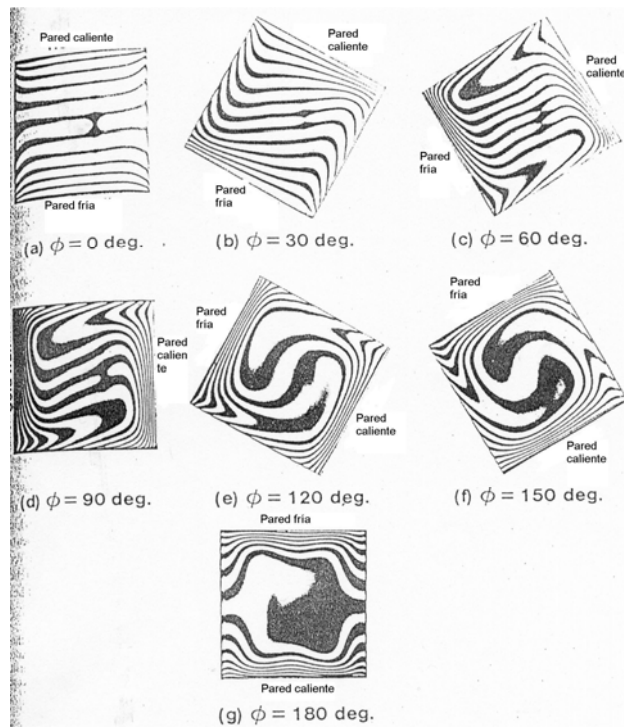 Pared caliente
Pared fria
(a) ϕ = 0 deg.
Pared caliente
Pared fria
(b) ϕ = 30 deg.
Pared caliente
Pared fria
(c) ϕ = 60 deg.
Pared calien te
(d) ϕ = 90 deg.
Pared fria
Pared caliente
(e) ϕ = 120 deg.
Pared fria
Pared caliente
(f) ϕ = 150 deg.
Pared fria
Pared caliente
(g) ϕ = 180 deg.